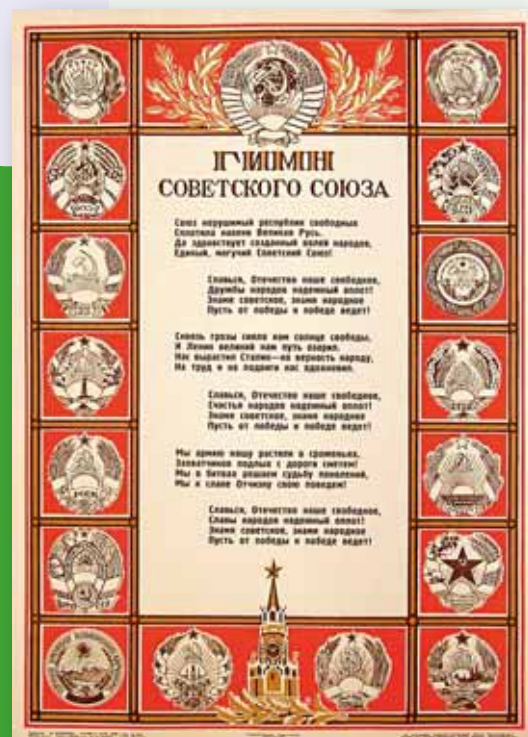 ГИМН
СОВЕТСКОГО СОЮЗА
Союз нерушимый республик свободных
Сплотила навеки Великая Русь.
Да здравствует созданный волей народов,
Единый, могучий Советский Союз!
Славься, Отечество наше свободное,
Дружбы народов надежный оплот!
Знамя советское, знамя народное
Пусть от победы к победе ведет!
Сквозь грозы сияло нам солнце свободы,
И Ленин великий нам путь озарил.
Нас вырастил Сталин—на верность народу,
На труд и на подвиги нас вдохновил.
Славься, Отечество наше свободное,
Счастья народов надежный оплот!
Знамя советское, знамя народное
Пусть от победы к победе ведет!
Мы армию нашу растили в сраженьях,
Захватчиков подлых с дороги сметем!
Мы в битвах решаем судьбу поколений,
Мы к славе Отчизну свою поведем!
Славься, Отечество наше свободное,
Славы народов надежный оплот!
Знамя советское, знамя народное
Пусть от победы к победе ведет!